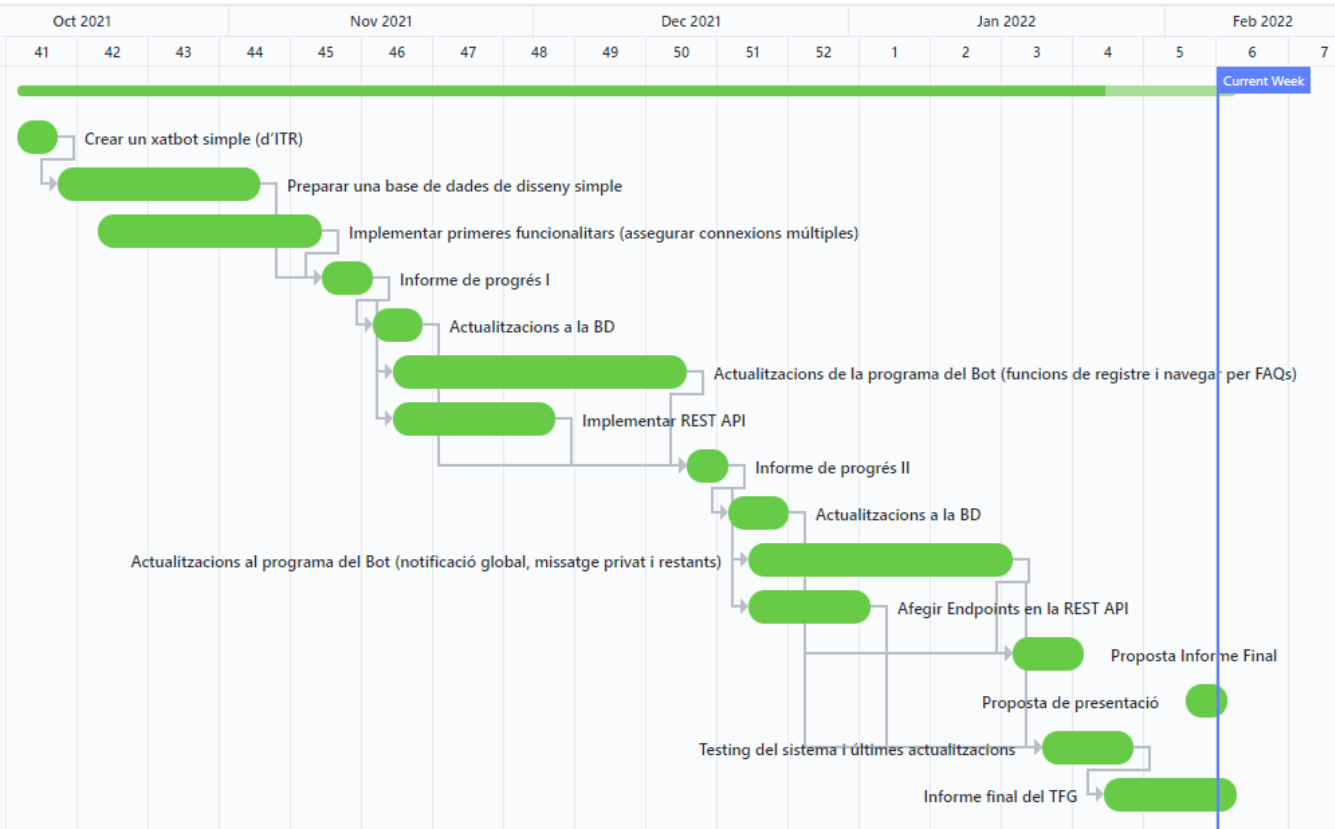 Oct 2021 Nov 2021 Dec 2021 Jan 2022 Feb 2022
41 42 43 44 45 46 47 48 49 50 51 52 1 2 3 4 5 6 7
Current Week
Crear un xatbot simple (d’ITR)
Preparar una base de dades de disseny simple
Implementar primeres funcionalitars (assegurar connexions múltiples)
Informe de progrés I
Actualitzacions a la BD
Actualitzacions de la programa del Bot (funcions de registre i navegar per FAQs)
Implementar REST API
Informe de progrés II
Actualitzacions a la BD
Actualitzacions al programa del Bot (notificació global, missatge privat i restants)
Afegir Endpoints en la REST API
Proposta Informe Final
Proposta de presentació
Testing del sistema i últimes actualitzacions
Informe final del TFG